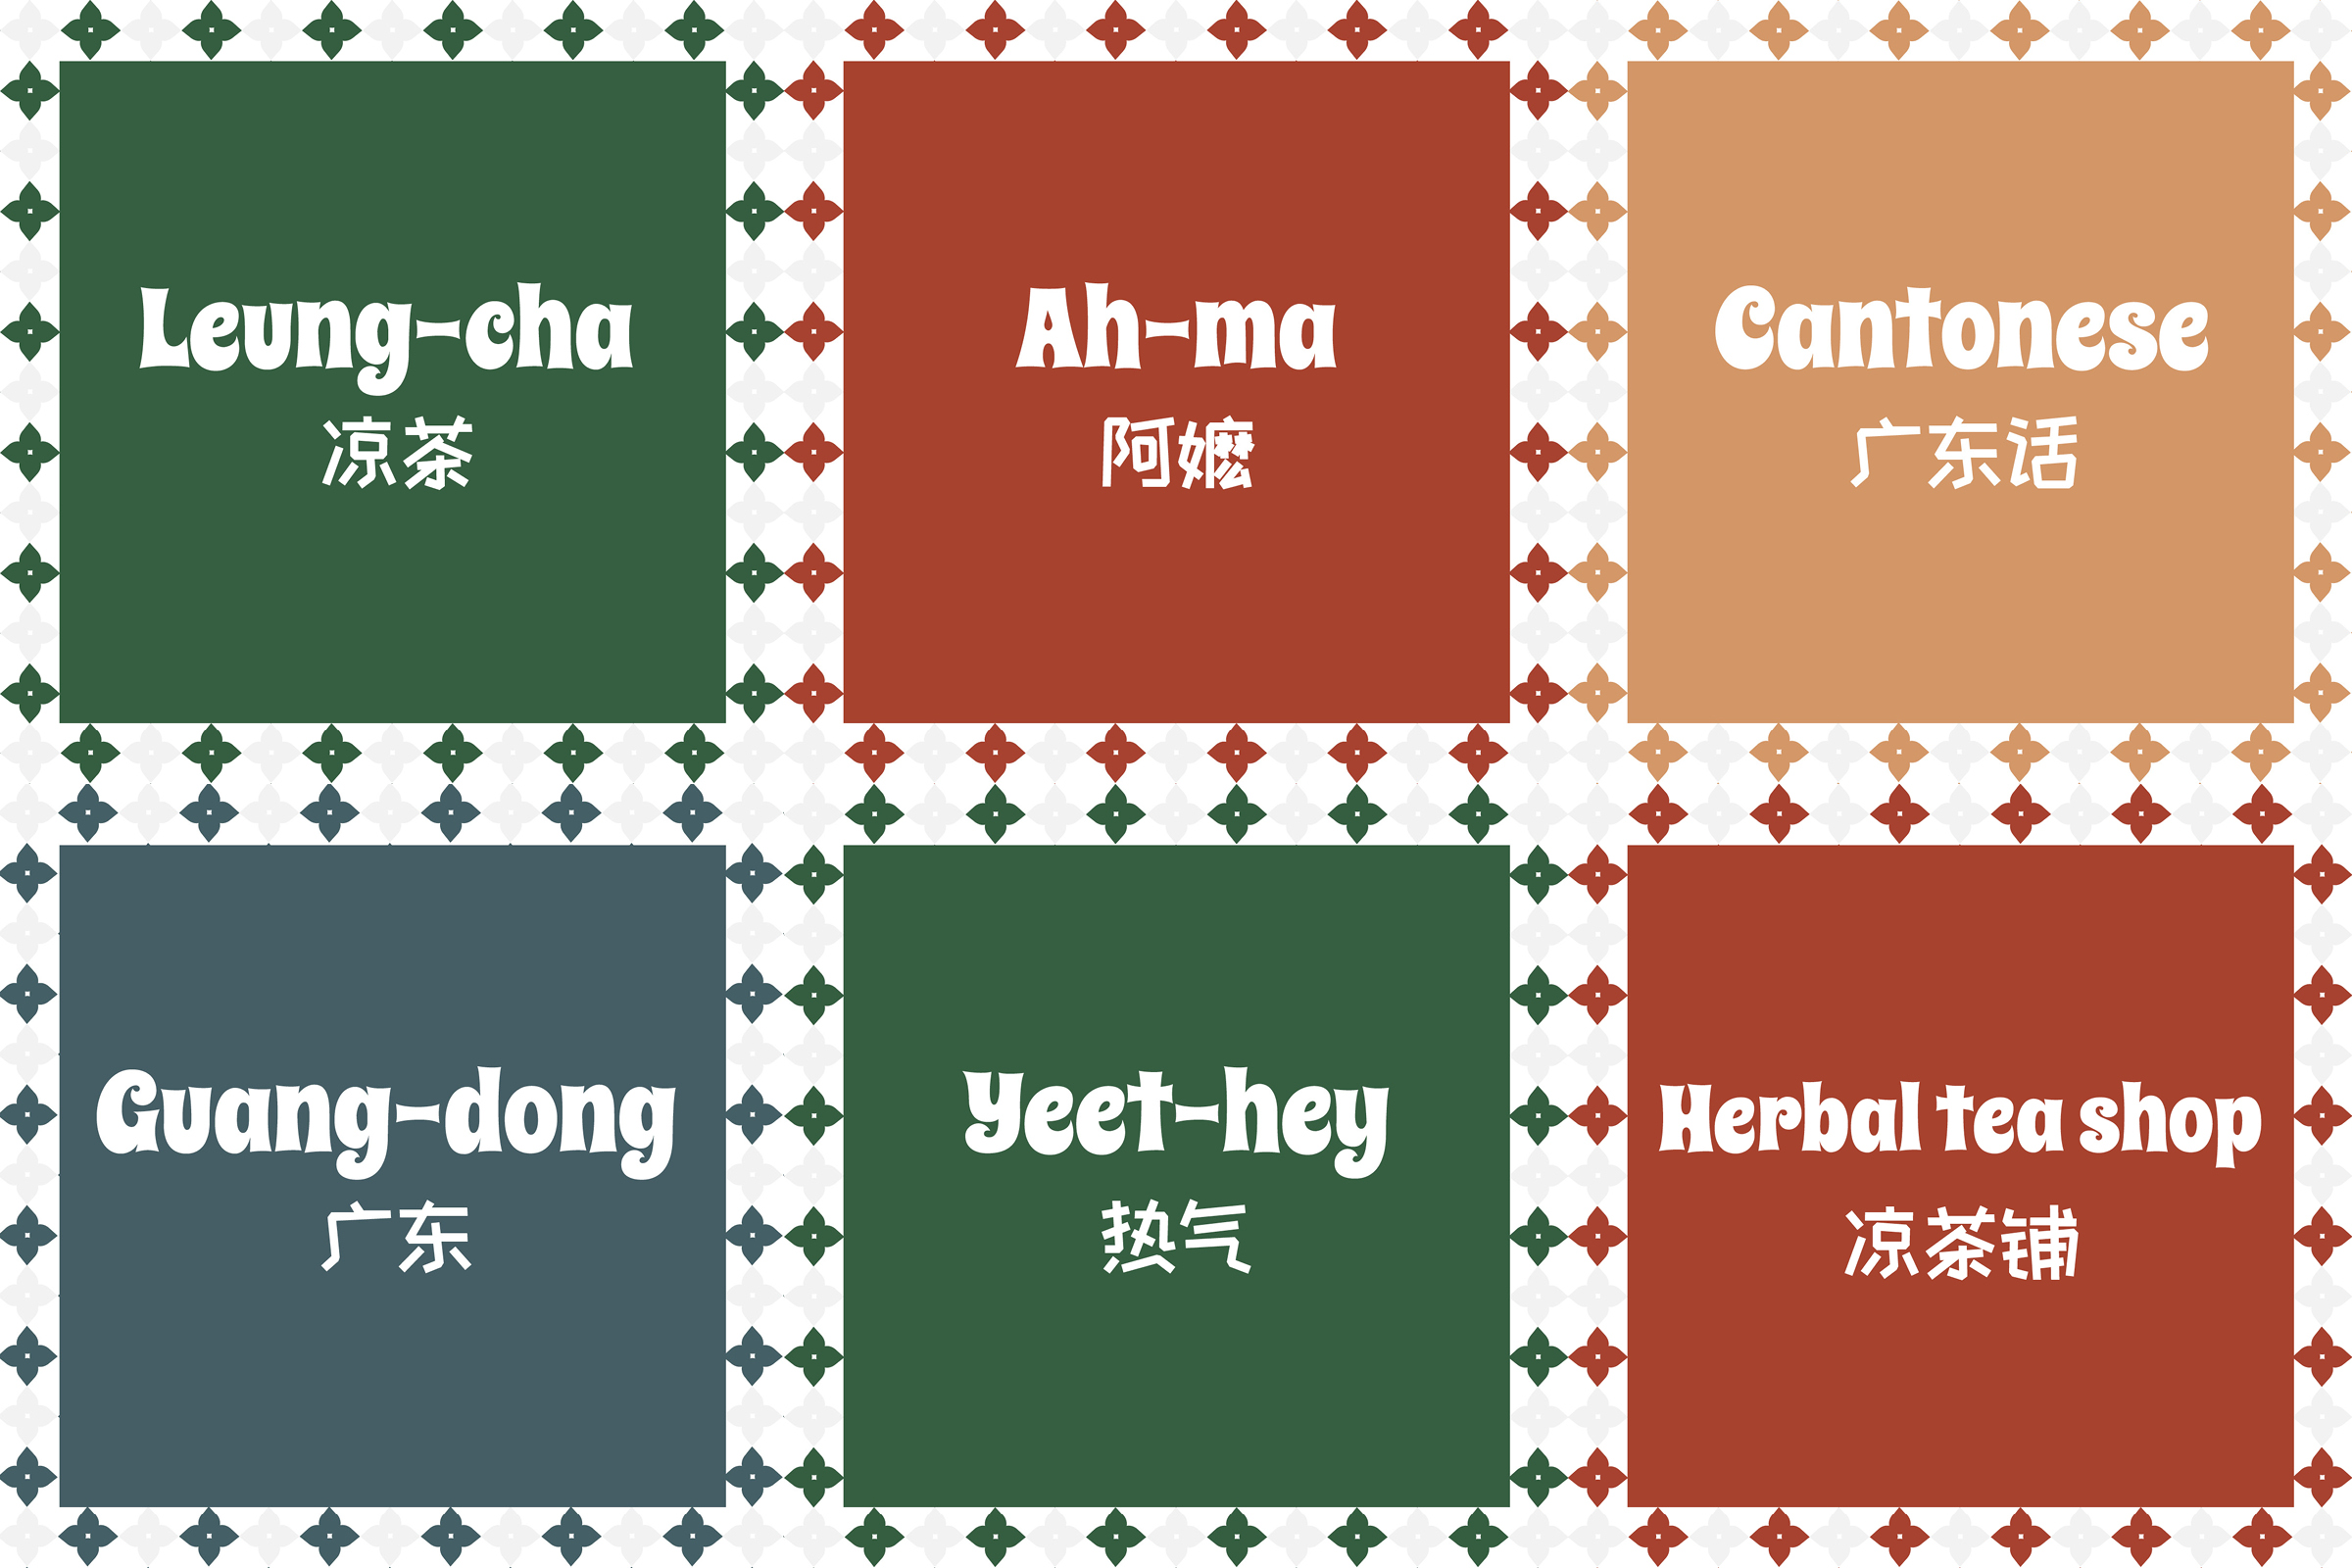 Leung-cha
凉茶
Ah-ma
阿嬷
Cantonese
广东话
Guang-dong
广东
Yeet-hey
热气
Herbal tea shop
凉茶铺